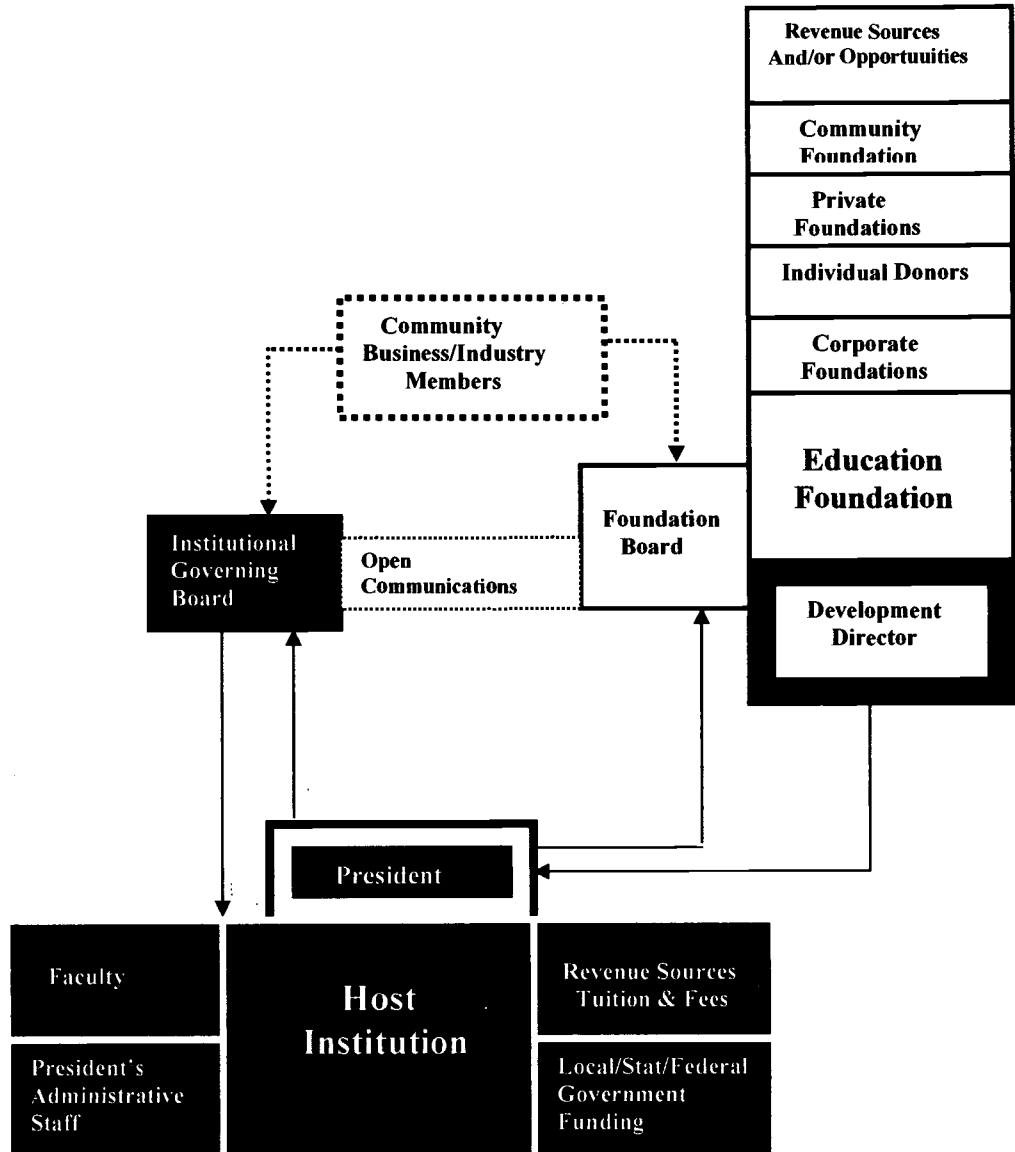 Revenue Sources
And/or Opportuuities
Community
Foundation
Private
Foundations
Individual Donors
Corporate
Foundations
Education
Foundation
Development
Director
Community
Business/Industry
Members
Foundation
Board
Open
Communications
Institutional
Governing
Board
President
Faculty
President's
Administrative
Staff
Host
Institution
Revenue Sources
Tuition & Fees
Local/Stat/Federal
Government
Funding